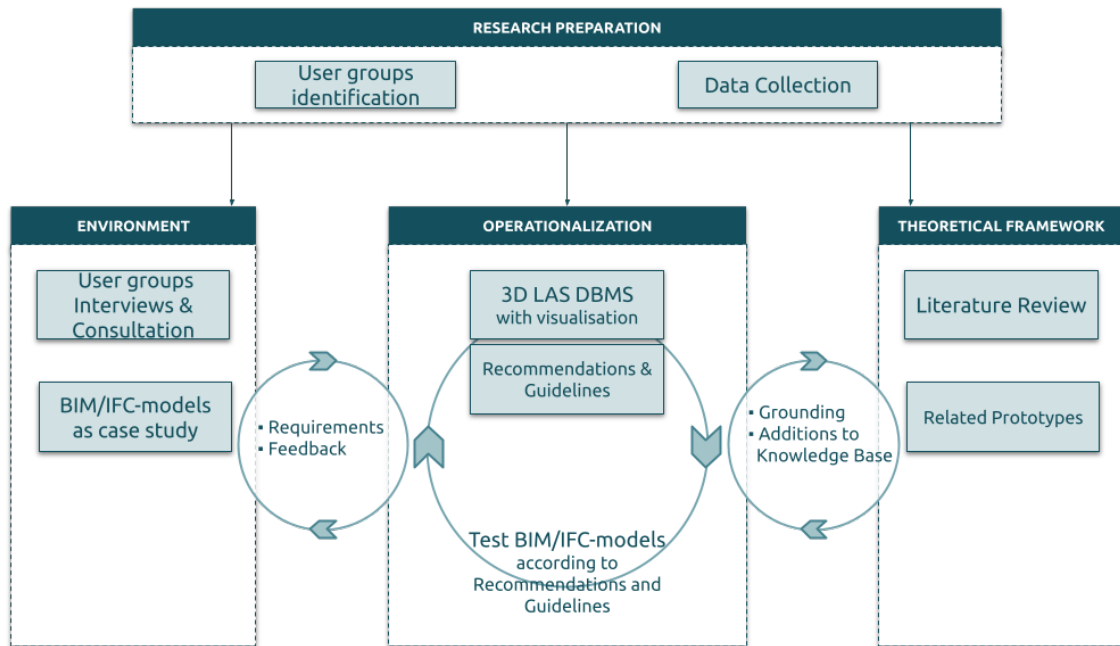 RESEARCH PREPARATION
User groups
identification
Data Collection
ENVIRONMENT
User groups
Interviews &
Consultation
BIM/IFC-models
as case study
▪ Requirements
▪ Feedback
OPERATIONALIZATION
3D LAS DBMS
with visualisation
Recommendations &
Guidelines
Test BIM/IFC-models
according to
Recommendations and
Guidelines
▪ Grounding
▪ Additions to
Knowledge Base
THEORETICAL FRAMEWORK
Literature Review
Related Prototypes